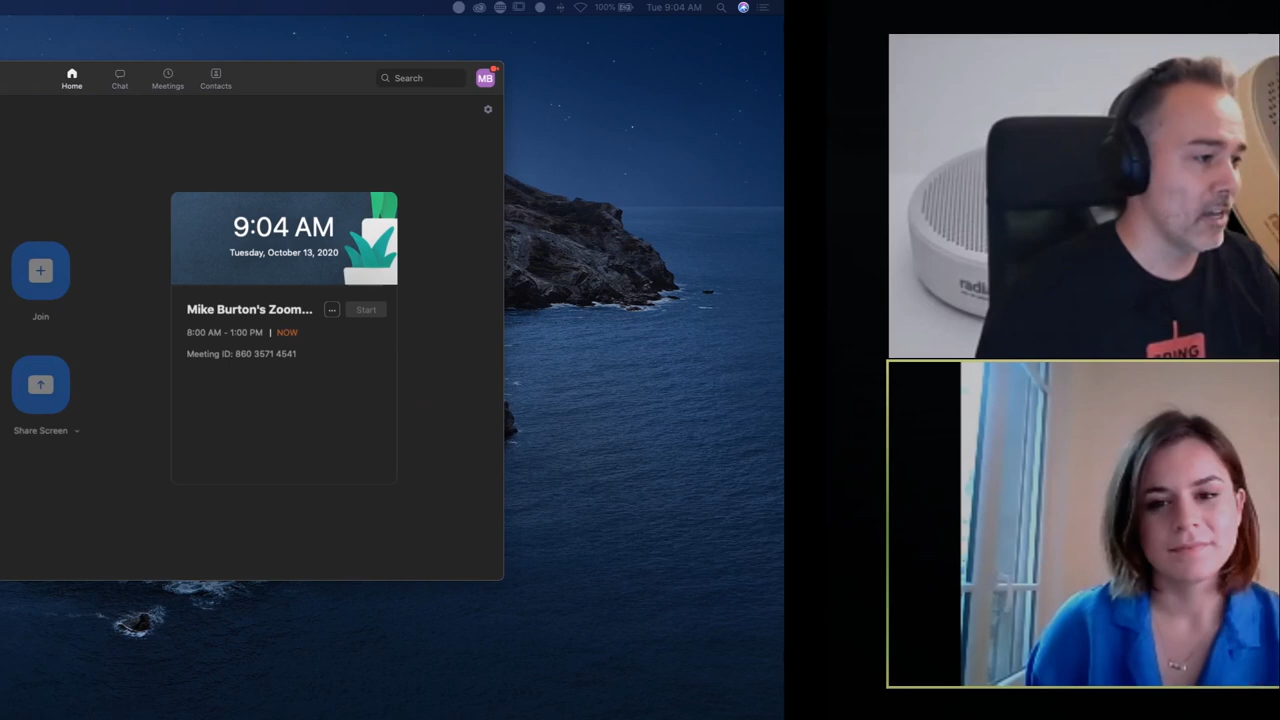 100%
Tue 9:04 AM
Home
Chat
Meetings
Contacts
Search
MB
9:04 AM
Tuesday, October 13, 2020
Mike Burton's Zoom...
...
Start
8:00 AM - 1:00 PM | NOW
Meeting ID: 860 3571 4541
Join
Share Screen